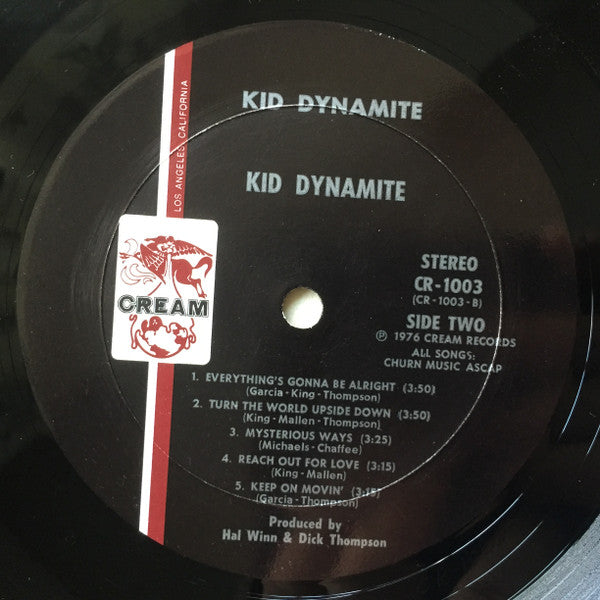 KID DYNAMITE
KID DYNAMITE
LOS ANGELES, CALIFORNIA
CREAM
STEREO
CR-1003
(CR-1003-B)
SIDE TWO
℗ 1976 CREAM RECORDS
ALL SONGS:
CHURN MUSIC ASCAP
1. EVERYTHING'S GONNA BE ALRIGHT (3:50)
(Garcia-King-Thompson)
2. TURN THE WORLD UPSIDE DOWN (3:50)
(King-Mallen-Thompson)
3. MYSTERIOUS WAYS (3:25)
(Michaels-Chaffee)
4. REACH OUT FOR LOVE (3:15)
(King-Mallen)
5. KEEP ON MOVIN' (3:15)
(Garcia-Thompson)
Produced by
Hal Winn & Dick Thompson